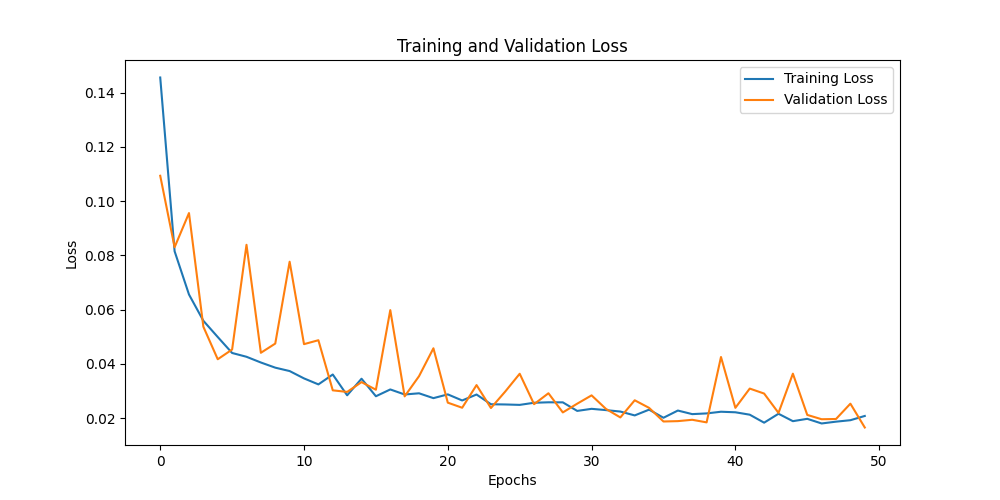 Training and Validation Loss
Training Loss
Validation Loss
0.14
0.12
0.10
0.08
0.06
0.04
0.02
Loss
0 10 20 30 40 50
Epochs